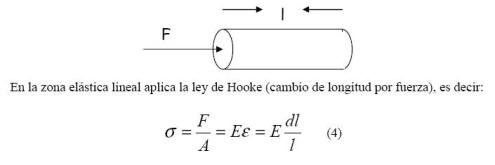 l
F
En la zona elástica lineal aplica la ley de Hooke (cambio de longitud por fuerza), es decir:
σ = F/A = Eε = E dl/l (4)